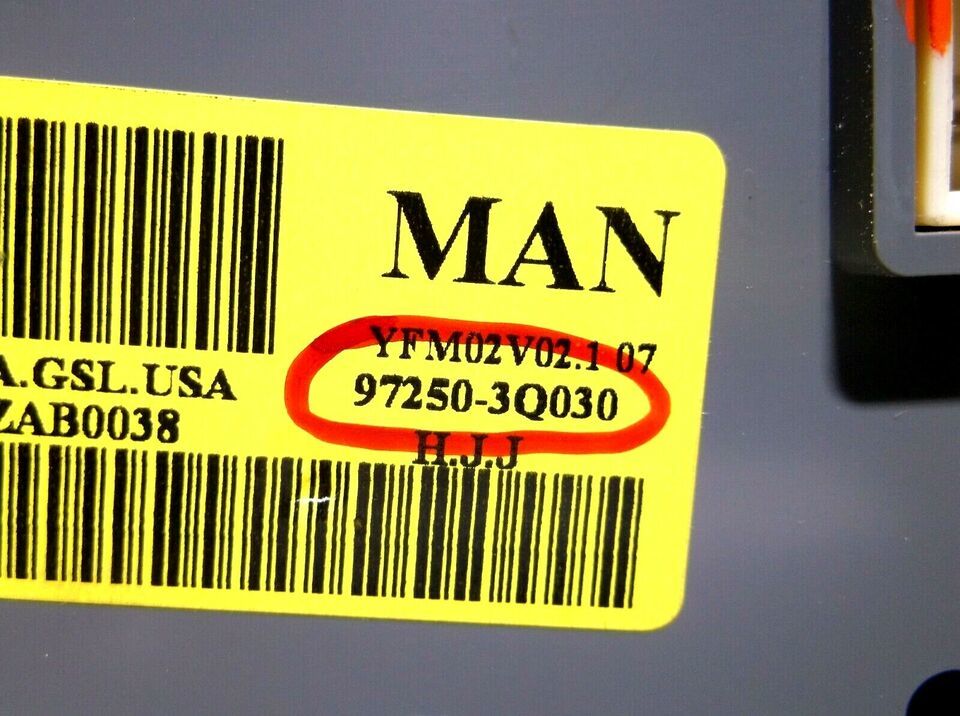 MAN
YFM02V02.1 07
97250-3Q030
H.J.J
A.GSL.USA
ZAB0038